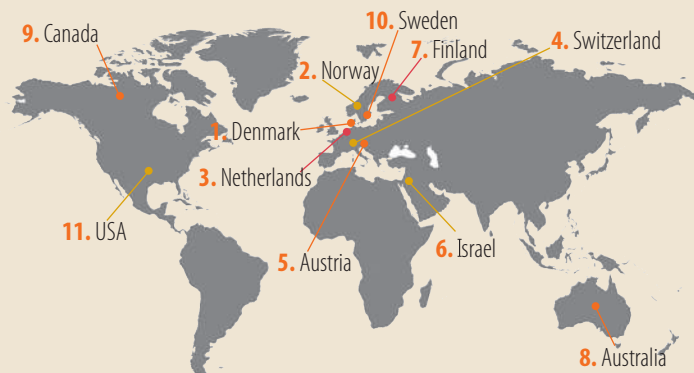 10. Sweden
9. Canada
7. Finland
4. Switzerland
2. Norway
1. Denmark
3. Netherlands
11. USA
6. Israel
5. Austria
8. Australia